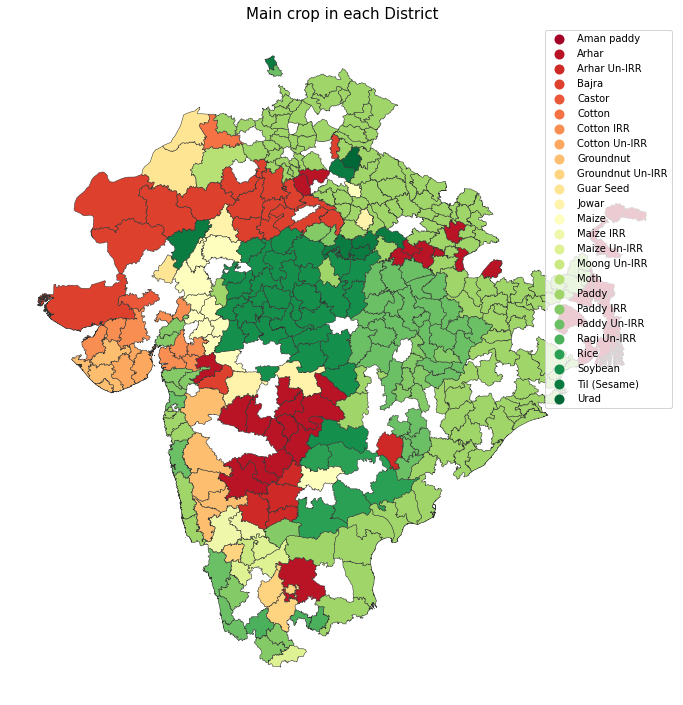 Main crop in each District
Aman paddy
Arhar
Arhar Un-IRR
Bajra
Castor
Cotton
Cotton IRR
Cotton Un-IRR
Groundnut
Groundnut Un-IRR
Guar Seed
Jowar
Maize
Maize IRR
Maize Un-IRR
Moong Un-IRR
Moth
Paddy
Paddy IRR
Paddy Un-IRR
Ragi Un-IRR
Rice
Soybean
Til (Sesame)
Urad